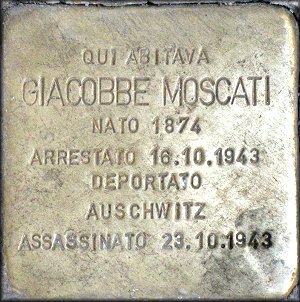 QUI ABITAVA
GIACOBBE MOSCATI
NATO 1874
ARRESTATO 16.10.1943
DEPORTATO
AUSCHWITZ
ASSASSINATO 23.10.1943